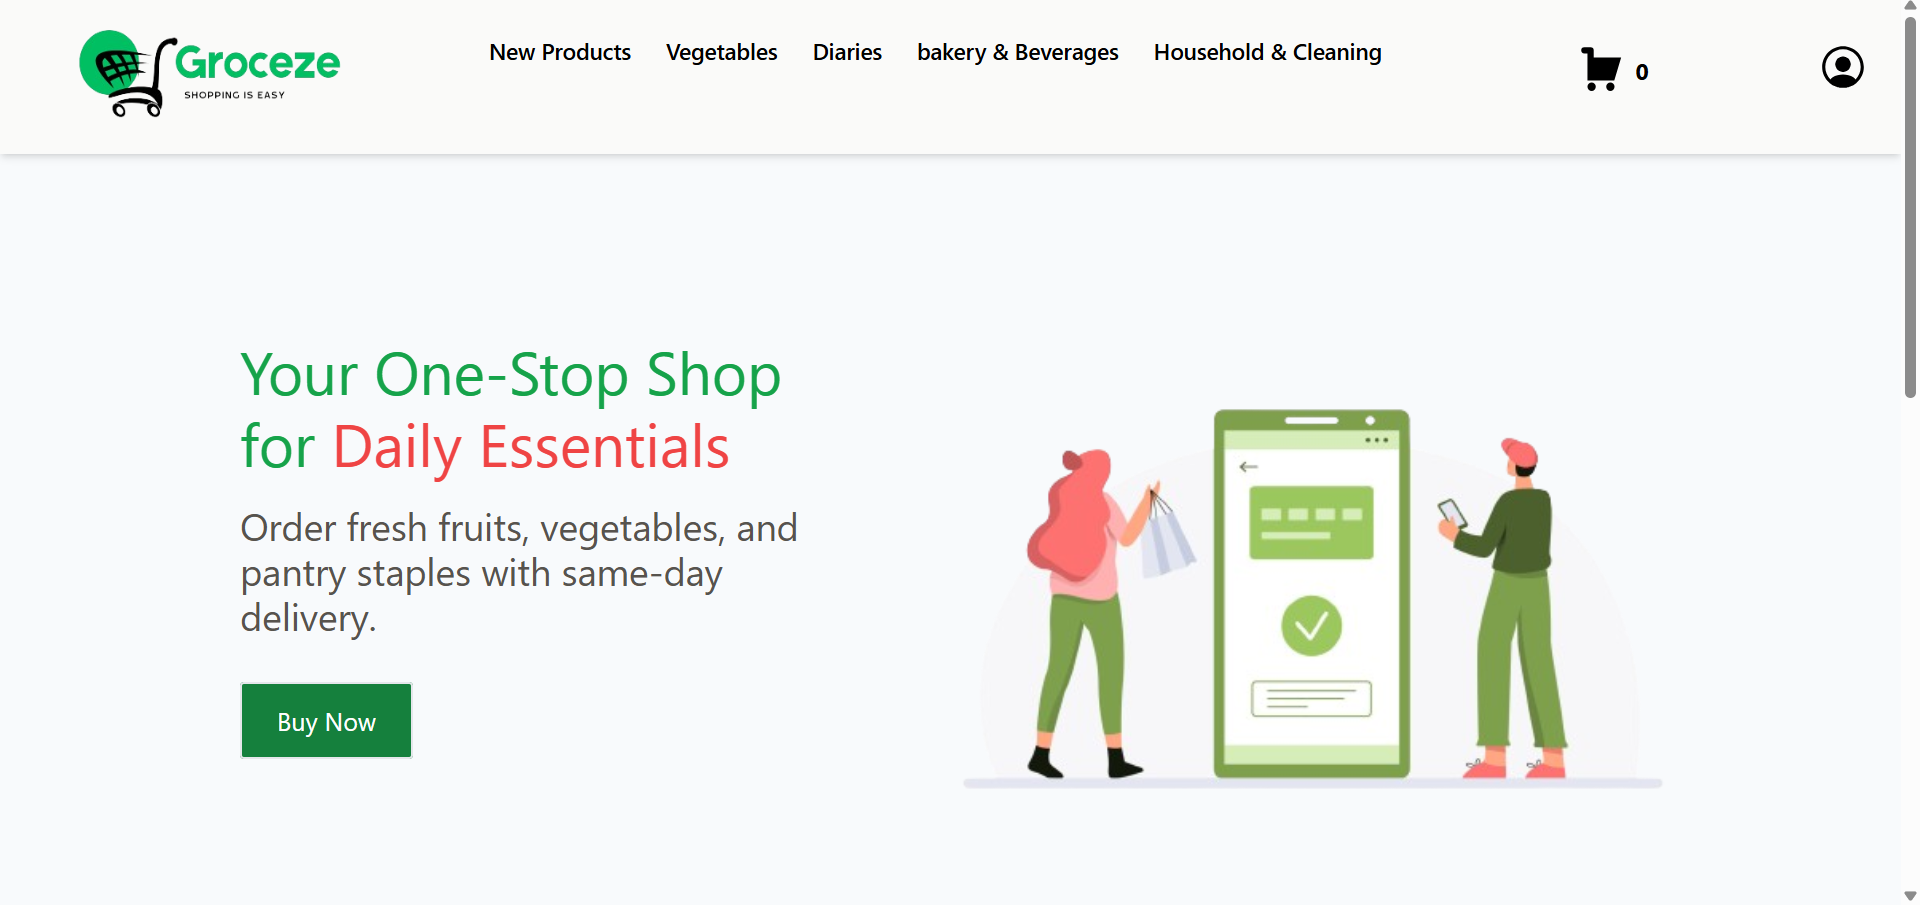 Groceze
SHOPPING IS EASY
New Products
Vegetables
Diaries
bakery & Beverages
Household & Cleaning
0
Your One-Stop Shop
for Daily Essentials
Order fresh fruits, vegetables, and
pantry staples with same-day
delivery.
Buy Now